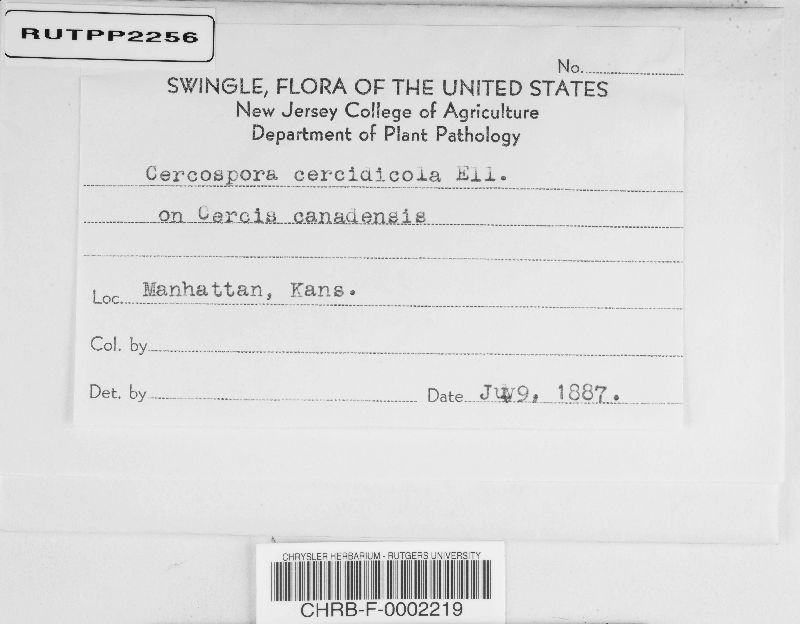 RUTPP2256
No.
SWINGLE, FLORA OF THE UNITED STATES
New Jersey College of Agriculture
Department of Plant Pathology
Cercospora cercidicola Ell.
on Cercis canadensis
Loc. Manhattan, Kans.
Col. by
Det. by Date 9, 1887.
CHRYSLER HERBARIUM - RUTGERS UNIVERSITY
CHRB-F-0002219